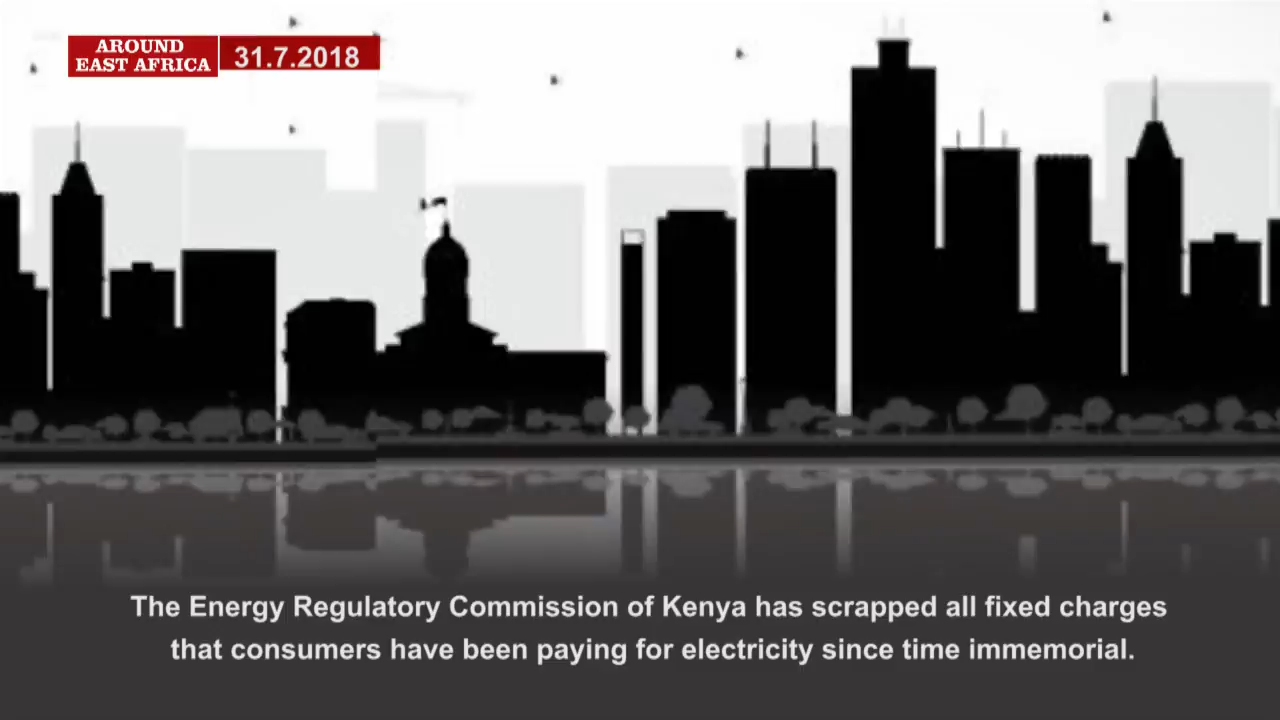 AROUND
EAST AFRICA
31.7.2018
The Energy Regulatory Commission of Kenya has scrapped all fixed charges
that consumers have been paying for electricity since time immemorial.